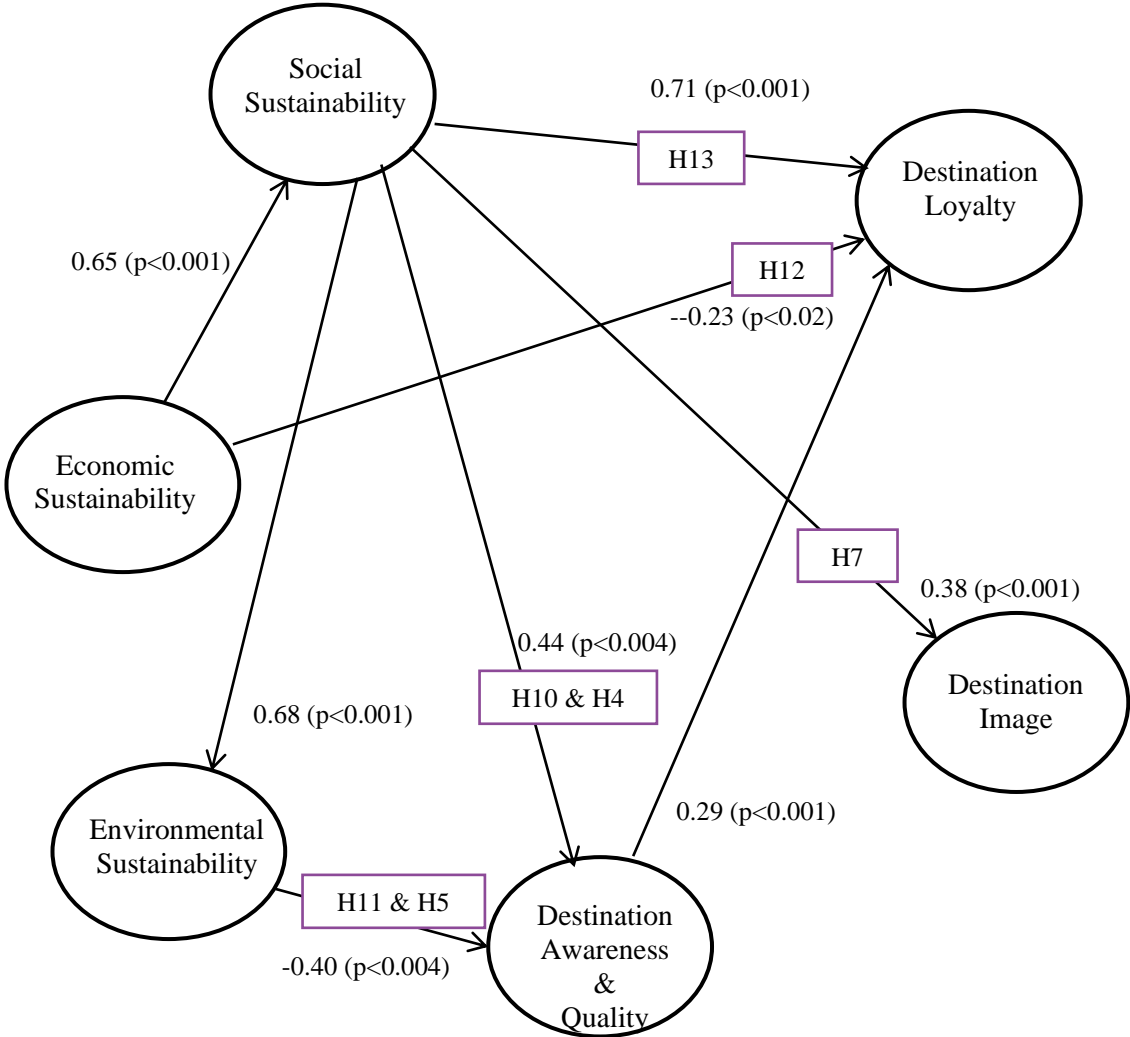 Social
Sustainability
0.71 (p<0.001)
H13
Destination
Loyalty
0.65 (p<0.001)
H12
--0.23 (p<0.02)
Economic
Sustainability
H7
0.38 (p<0.001)
0.44 (p<0.004)
H10 & H4
Destination
Image
0.68 (p<0.001)
0.29 (p<0.001)
Environmental
Sustainability
H11 & H5
-0.40 (p<0.004)
Destination
Awareness
&
Quality